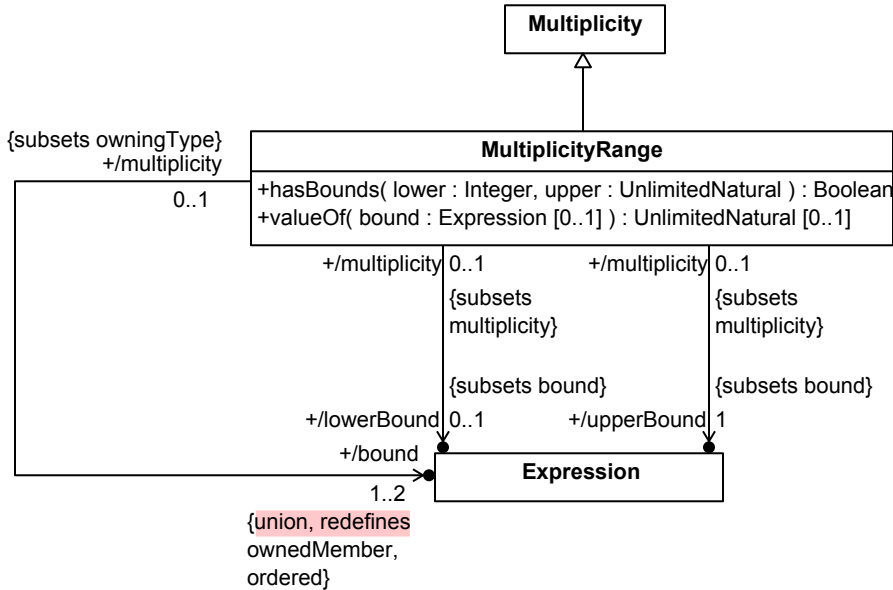 Multiplicity
{subsets owningType}
+/multiplicity
0..1
MultiplicityRange
+hasBounds( lower : Integer, upper : UnlimitedNatural ) : Boolean
+valueOf( bound : Expression [0..1] ) : UnlimitedNatural [0..1]
+/multiplicity 0..1
{subsets
multiplicity}
+/multiplicity 0..1
{subsets
multiplicity}
{subsets bound}
+/lowerBound 0..1
{subsets bound}
+/upperBound 1
+/bound
1..2
{union, redefines
ownedMember,
ordered}
Expression